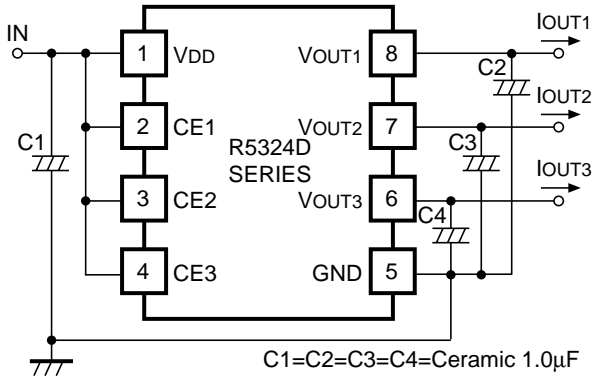 IN
1 VDD
2 CE1
3 CE2
4 CE3
R5324D
SERIES
VOUT1 8
VOUT2 7
VOUT3 6
GND 5
IOUT1
IOUT2
IOUT3
C1
C2
C3
C4
C1=C2=C3=C4=Ceramic 1.0μF